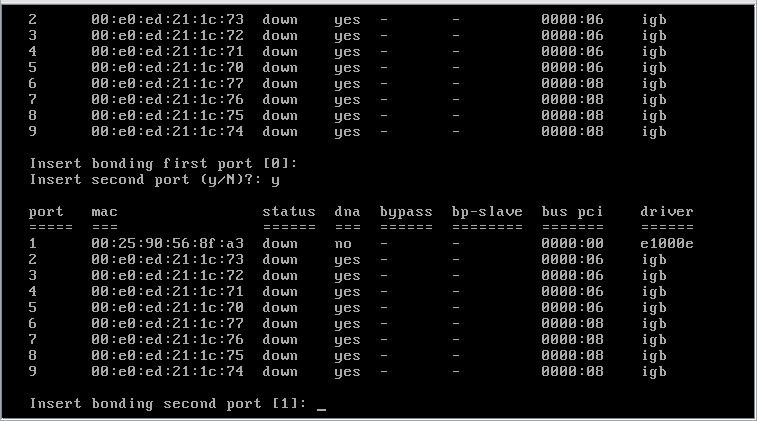 2 00:e0:ed:21:1c:73 down yes - - 0000:06 igb
3 00:e0:ed:21:1c:72 down yes - - 0000:06 igb
4 00:e0:ed:21:1c:71 down yes - - 0000:06 igb
5 00:e0:ed:21:1c:70 down yes - - 0000:06 igb
6 00:e0:ed:21:1c:77 down yes - - 0000:08 igb
7 00:e0:ed:21:1c:76 down yes - - 0000:08 igb
8 00:e0:ed:21:1c:75 down yes - - 0000:08 igb
9 00:e0:ed:21:1c:74 down yes - - 0000:08 igb
Insert bonding first port [0]:
Insert second port (y/N)?: y
port mac status dna bypass bp-slave bus pci driver
===== === ====== === ====== ======== ======= ======
1 00:25:90:56:8f:a3 down no - - 0000:00 e1000e
2 00:e0:ed:21:1c:73 down yes - - 0000:06 igb
3 00:e0:ed:21:1c:72 down yes - - 0000:06 igb
4 00:e0:ed:21:1c:71 down yes - - 0000:06 igb
5 00:e0:ed:21:1c:70 down yes - - 0000:06 igb
6 00:e0:ed:21:1c:77 down yes - - 0000:08 igb
7 00:e0:ed:21:1c:76 down yes - - 0000:08 igb
8 00:e0:ed:21:1c:75 down yes - - 0000:08 igb
9 00:e0:ed:21:1c:74 down yes - - 0000:08 igb
Insert bonding second port [1]: _